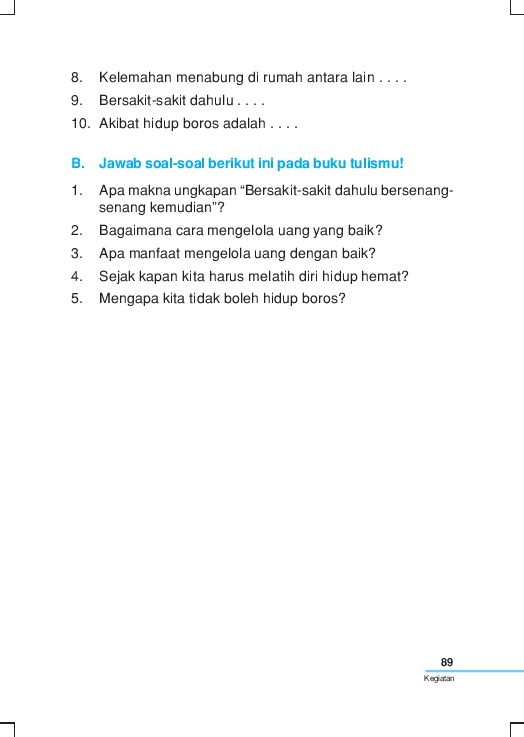 8. Kelemahan menabung di rumah antara lain . . . .
9. Bersakit-sakit dahulu . . . .
10. Akibat hidup boros adalah . . . .
B. Jawab soal-soal berikut ini pada buku tulismu!
1. Apa makna ungkapan “Bersakit-sakit dahulu bersenang-
senang kemudian”?
2. Bagaimana cara mengelola uang yang baik?
3. Apa manfaat mengelola uang dengan baik?
4. Sejak kapan kita harus melatih diri hidup hemat?
5. Mengapa kita tidak boleh hidup boros?
89
Kegiatan